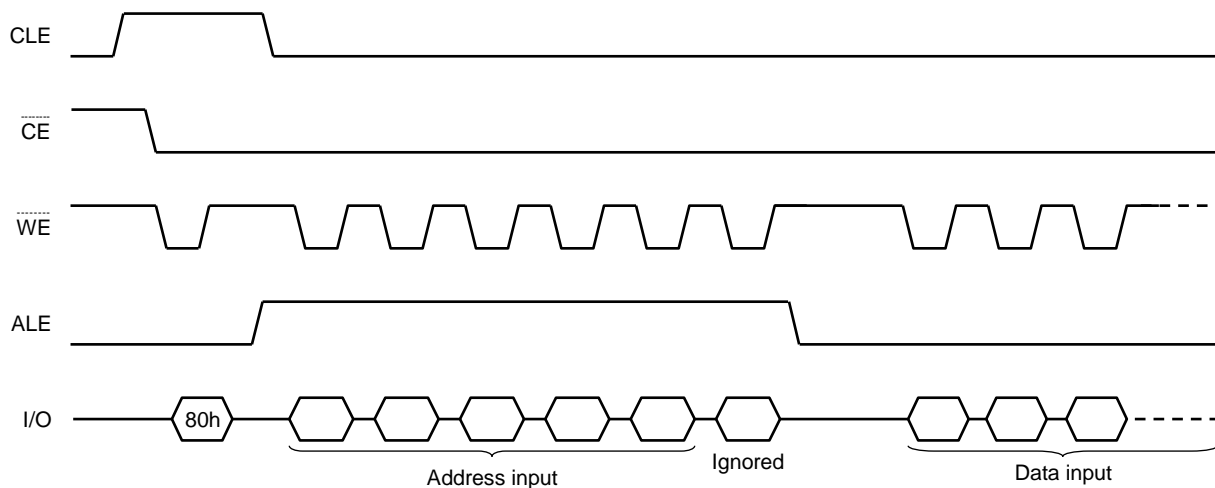 CLE
CE
WE
ALE
I/O
80h
Address input
Ignored
Data input